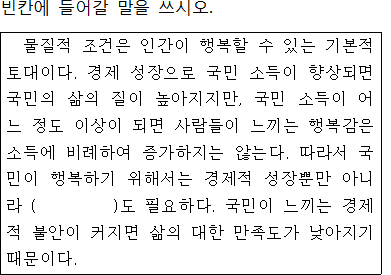 빈칸에 들어갈 말을 쓰시오.
물질적 조건은 인간이 행복할 수 있는 기본적
토대이다. 경제 성장으로 국민 소득이 향상되면
국민의 삶의 질이 높아지지만, 국민 소득이 어
느 정도 이상이 되면 사람들이 느끼는 행복감은
소득에 비례하여 증가하지는 않는다. 따라서 국
민이 행복하기 위해서는 경제적 성장뿐만 아니
라 (          )도 필요하다. 국민이 느끼는 경제
적 불안이 커지면 삶의 대한 만족도가 낮아지기
때문이다.